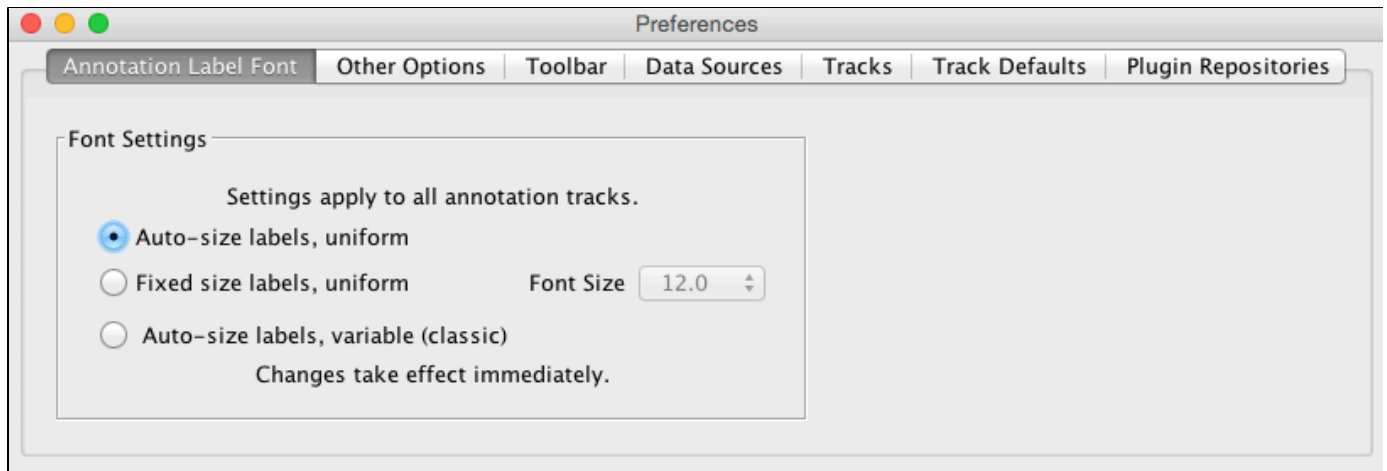 Preferences
Annotation Label Font Other Options Toolbar Data Sources Tracks Track Defaults Plugin Repositories
Font Settings
Settings apply to all annotation tracks.
Auto-size labels, uniform
Fixed size labels, uniform Font Size 12.0
Auto-size labels, variable (classic)
Changes take effect immediately.